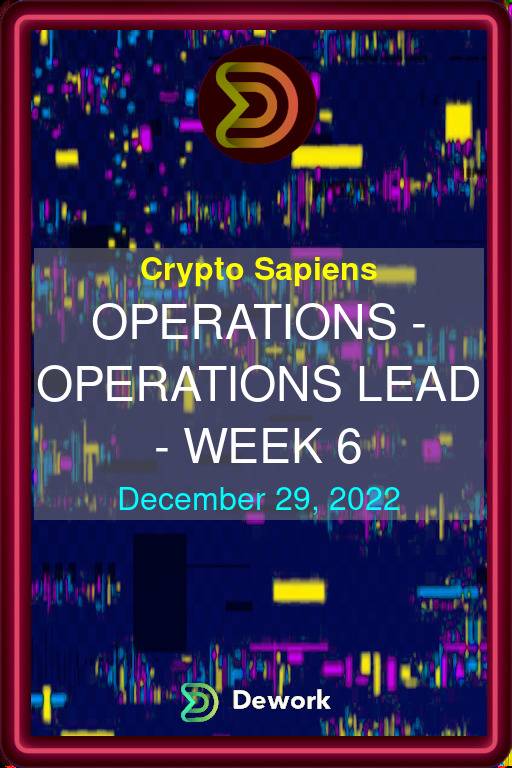 Crypto Sapiens
OPERATIONS -
OPERATIONS LEAD
- WEEK 6
December 29, 2022
Dework